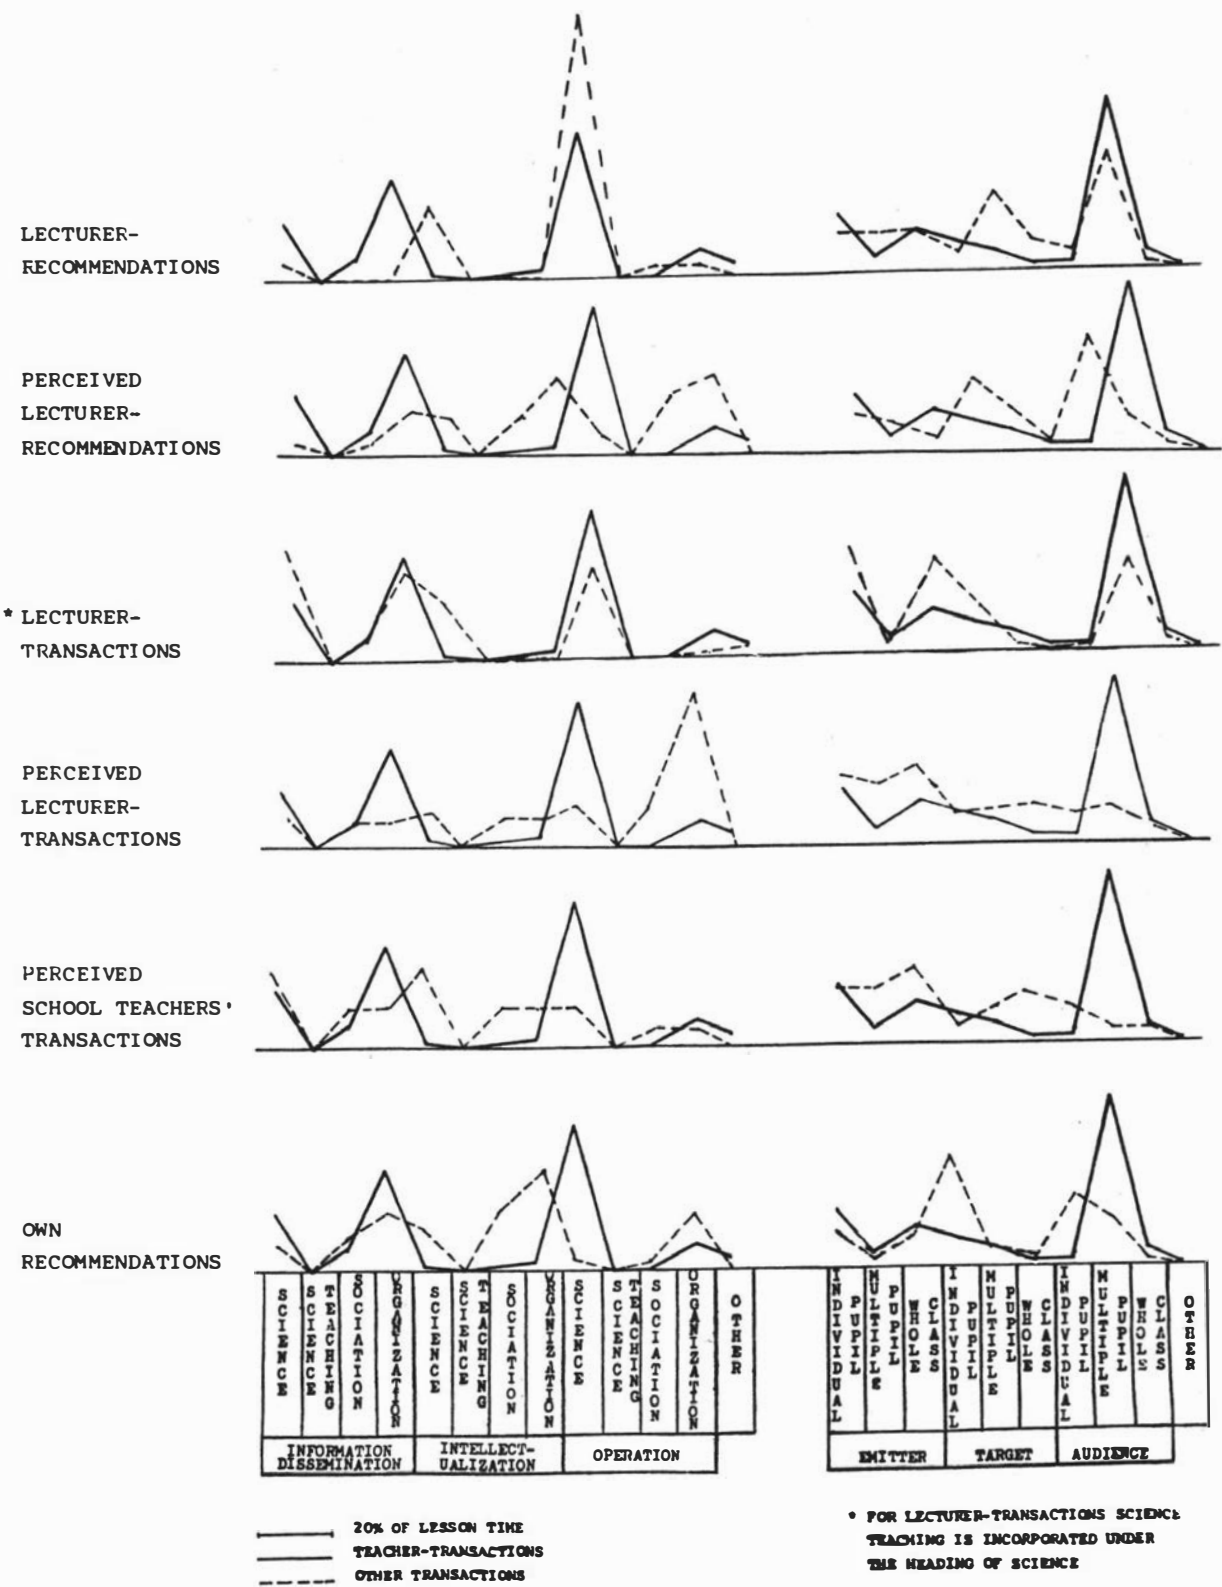 LECTURER-
RECOMMENDATIONS
PERCEIVED
LECTURER-
RECOMMENDATIONS
* LECTURER-
TRANSACTIONS
PERCEIVED
LECTURER-
TRANSACTIONS
PERCEIVED
SCHOOL TEACHERS'
TRANSACTIONS
OWN
RECOMMENDATIONS
SCIENCE
SCIENCE TEACHING
SOCIATION
ORGANIZATION
SCIENCE
SCIENCE TEACHING
SOCIATION
ORGANIZATION
SCIENCE
SCIENCE TEACHING
SOCIATION
ORGANIZATION
OTHER
INDIVIDUAL PUPIL
MULTIPLE PUPIL
WHOLE CLASS
INDIVIDUAL PUPIL
MULTIPLE PUPIL
WHOLE CLASS
INDIVIDUAL PUPIL
MULTIPLE PUPIL
WHOLE CLASS
OTHER
INFORMATION
DISSEMINATION
INTELLECT-
UALIZATION
OPERATION
EMITTER
TARGET
AUDIENCE
20% OF LESSON TIME
TEACHER-TRANSACTIONS
OTHER TRANSACTIONS
* FOR LECTURER-TRANSACTIONS SCIENCE
TEACHING IS INCORPORATED UNDER
THE HEADING OF SCIENCE